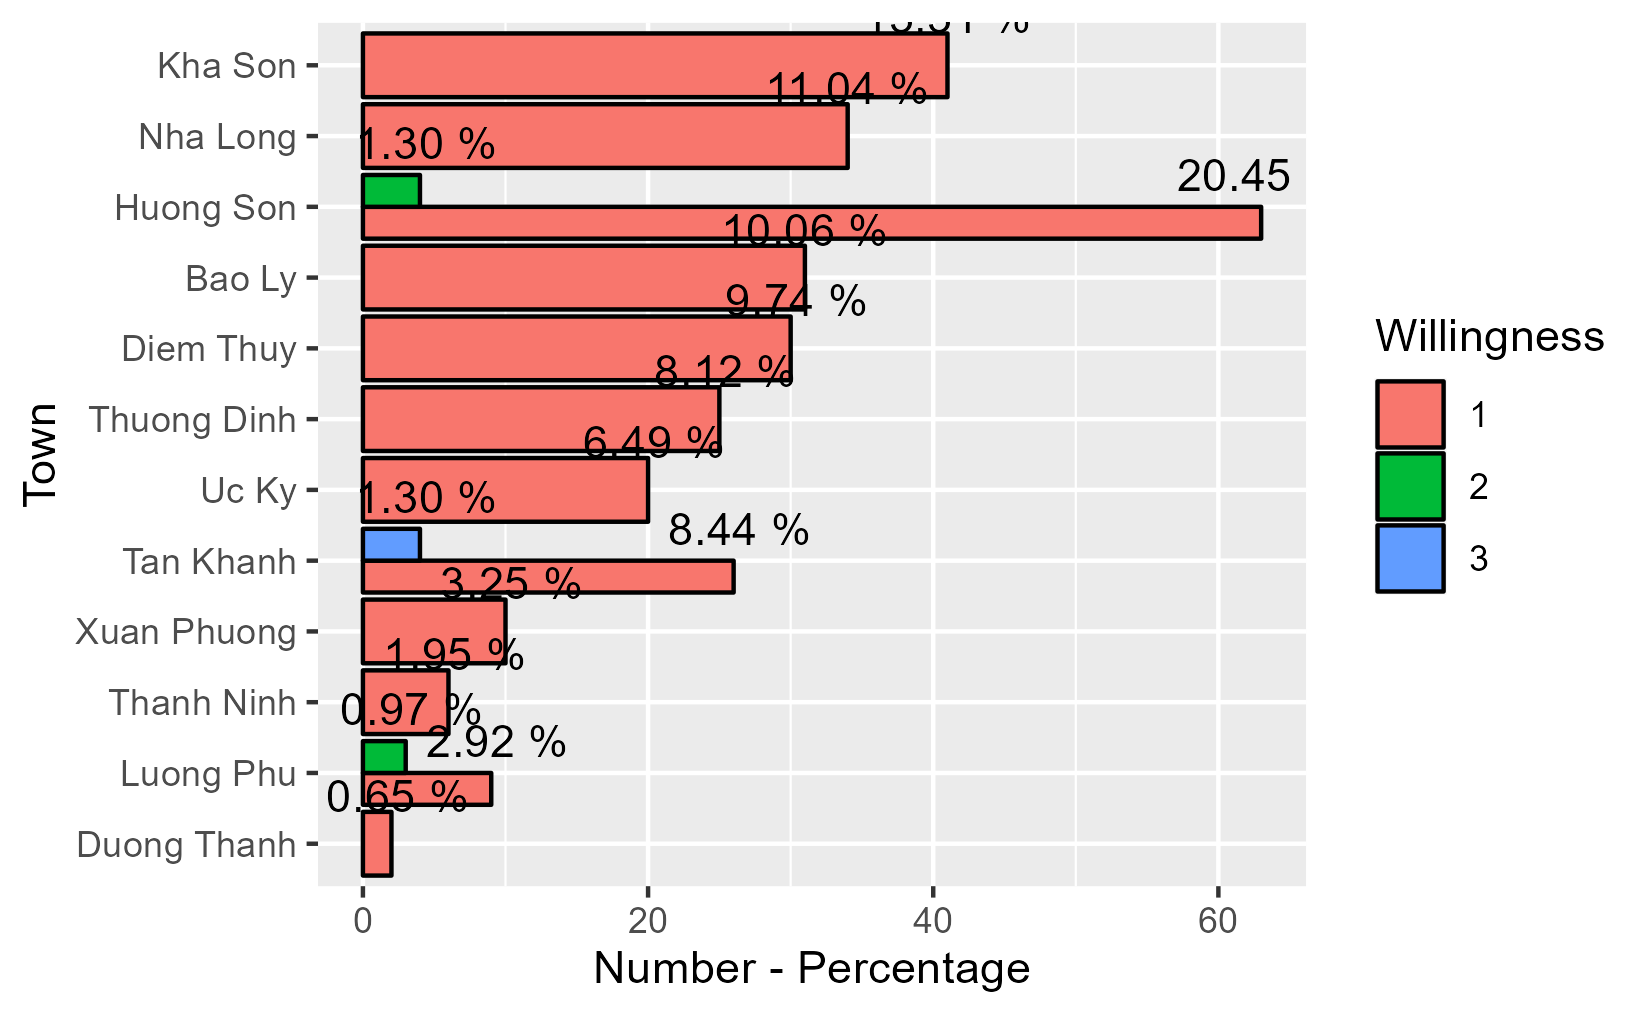 %
Kha Son
11.04 %
Nha Long
1.30 %
20.45
Huong Son
10.06 %
Bao Ly
9.74 %
Diem Thuy
8.12 %
Thuong Dinh
6.49 %
Uc Ky
1.30 %
8.44 %
Tan Khanh
3.25 %
Xuan Phuong
1.95 %
Thanh Ninh
0.97 %
2.92 %
Luong Phu
0.65 %
Duong Thanh
0 20 40 60
Number - Percentage
Town
Willingness
1
2
3